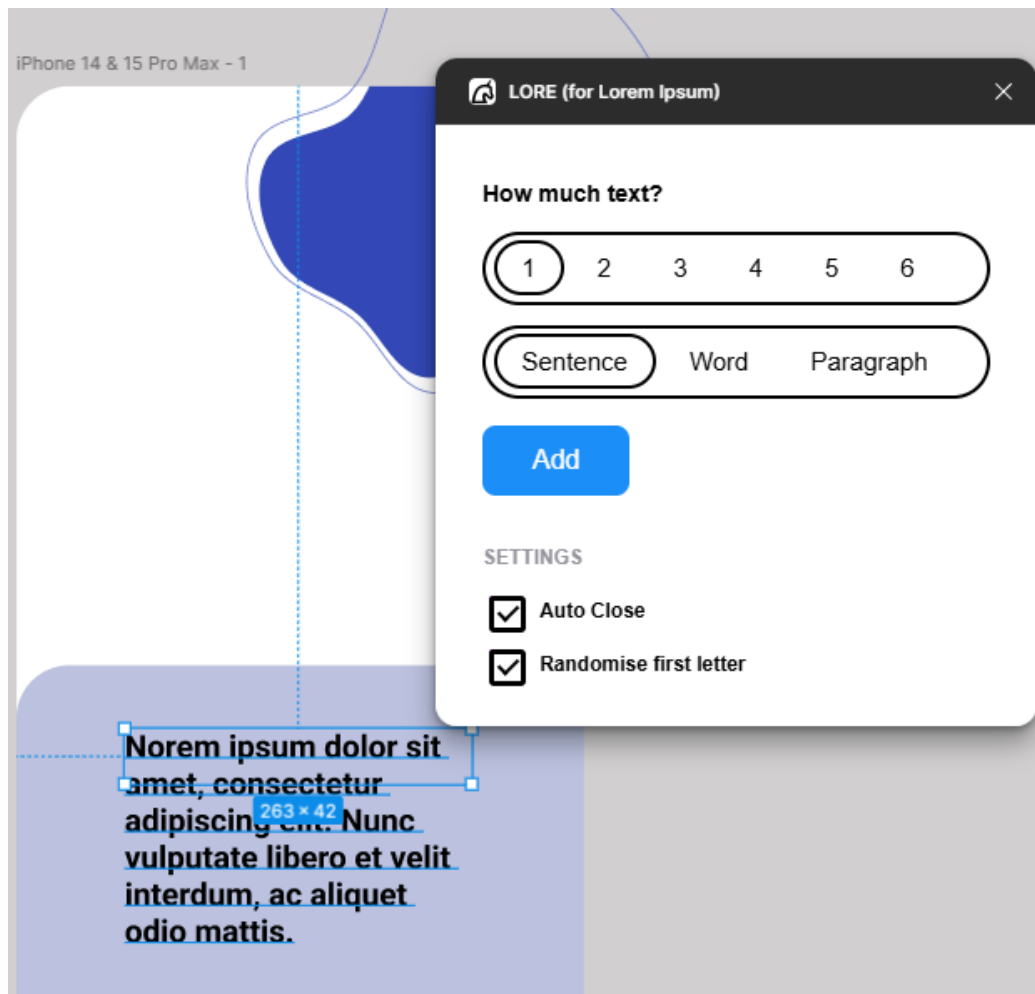 iPhone 14 & 15 Pro Max - 1
LORE (for Lorem Ipsum)
How much text?
1 2 3 4 5 6
Sentence Word Paragraph
Add
SETTINGS
Auto Close
Randomise first letter
Norem ipsum dolor sit
amet, consectetur
263 × 42
adipiscing elit. Nunc
vulputate libero et velit
interdum, ac aliquet
odio mattis.